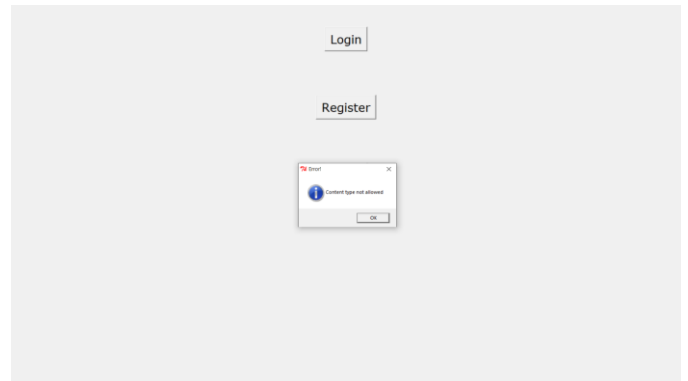 Login
Register
Error!
Content type not allowed
OK